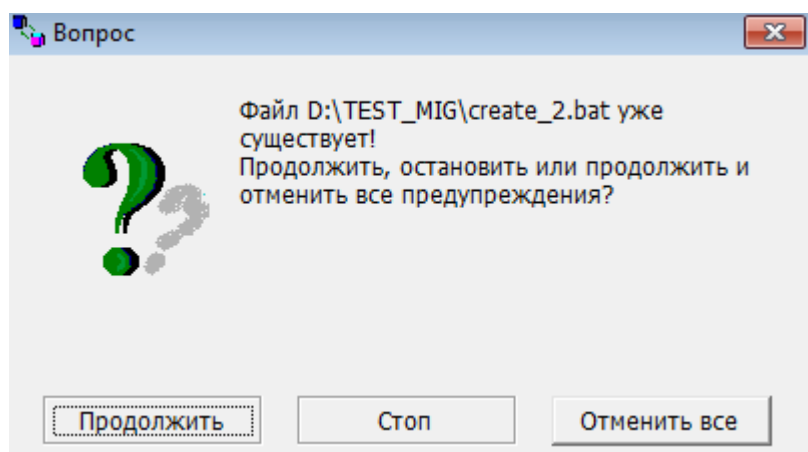 Вопрос
Файл D:\TEST_MIG\create_2.bat уже
существует!
Продолжить, остановить или продолжить и
отменить все предупреждения?
Продолжить
Стоп
Отменить все